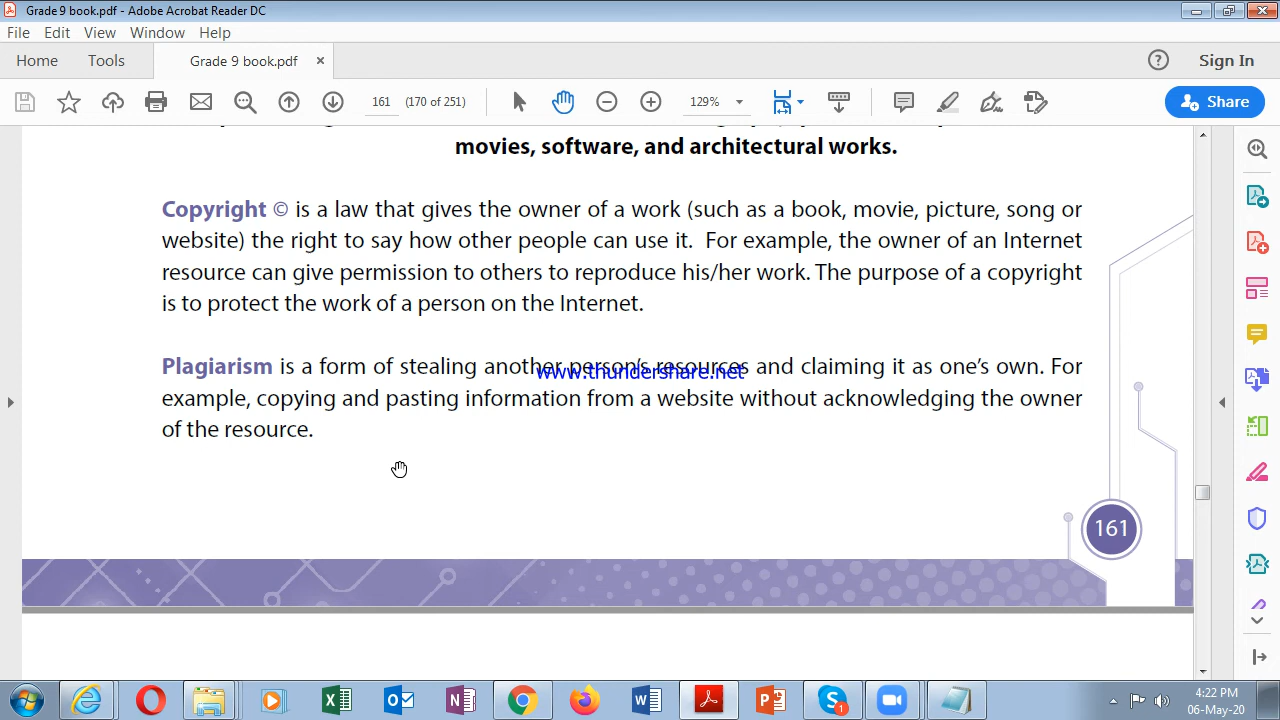 Grade 9 book.pdf - Adobe Acrobat Reader DC
File Edit View Window Help
Home Tools Grade 9 book.pdf × ? Sign In
161 (170 of 251) 129% Share
movies, software, and architectural works.
Copyright © is a law that gives the owner of a work (such as a book, movie, picture, song or
website) the right to say how other people can use it. For example, the owner of an Internet
resource can give permission to others to reproduce his/her work. The purpose of a copyright
is to protect the work of a person on the Internet.
Plagiarism is a form of stealing another person's resources and claiming it as one's own. For
www.thundershare.net
example, copying and pasting information from a website without acknowledging the owner
of the resource.
161
4:22 PM
06-May-20